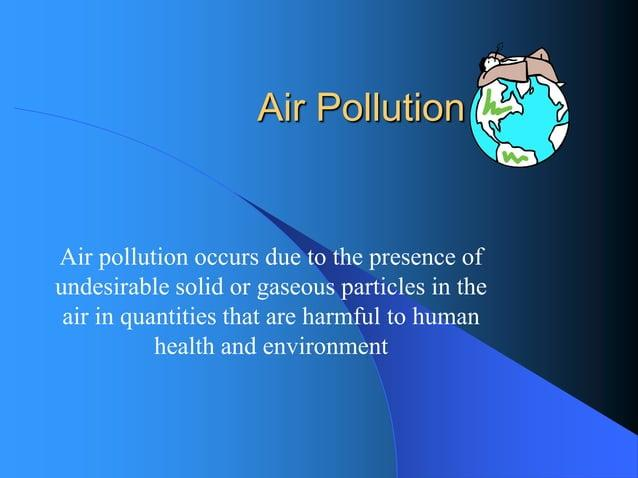 Air Pollution
Air pollution occurs due to the presence of
undesirable solid or gaseous particles in the
air in quantities that are harmful to human
health and environment